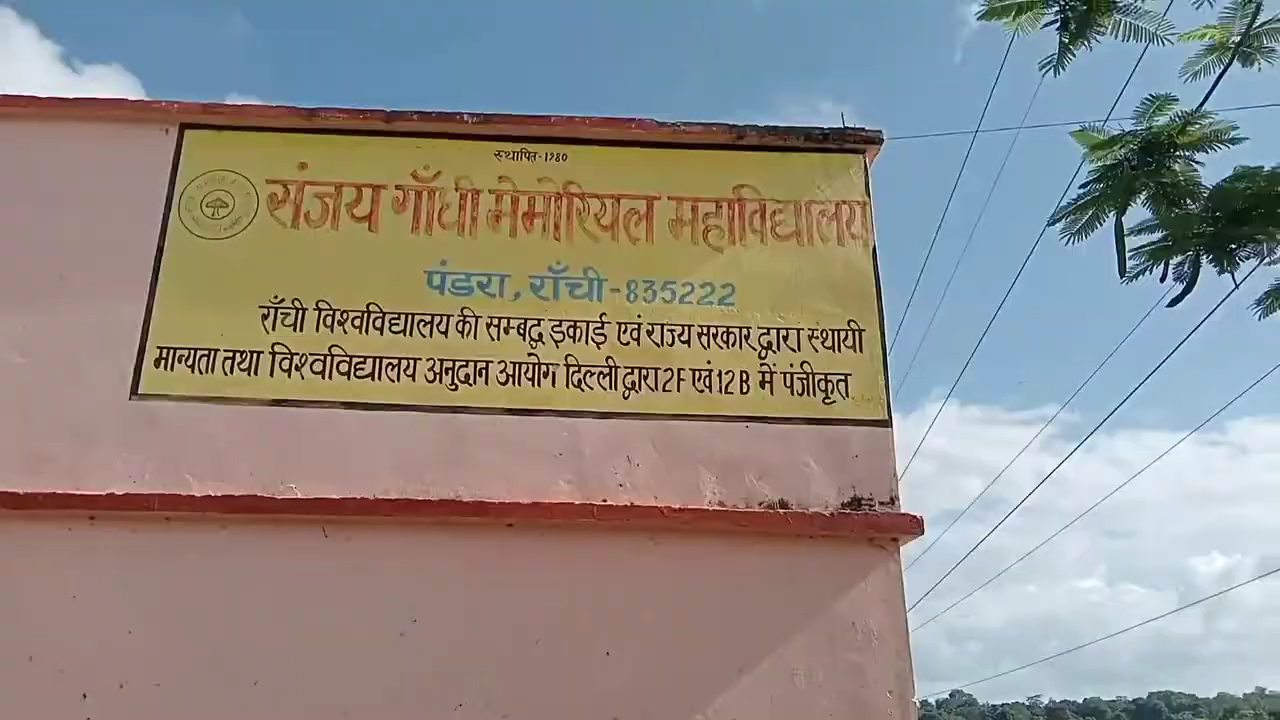 स्थापित-1980
संजय गाँधी मेमोरियल महाविद्यालय
पंडरा, राँची-835222
राँची विश्वविद्यालय की सम्बद्ध इकाई एवं राज्य सरकार द्वारा स्थायी
मान्यता तथा विश्वविद्यालय अनुदान आयोग दिल्ली द्वारा 2F एवं 12B में पंजीकृत